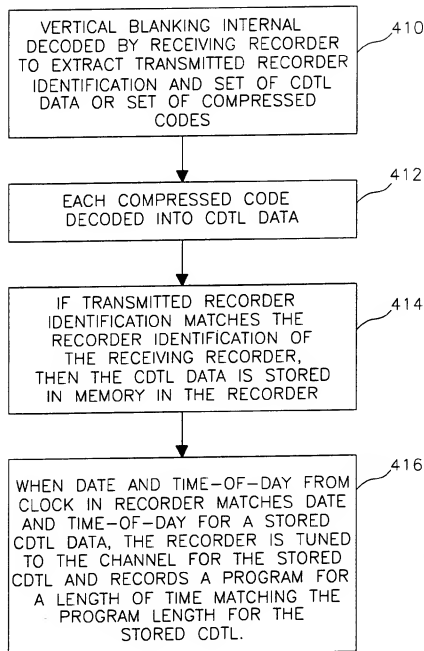 VERTICAL BLANKING INTERNAL
DECODED BY RECEIVING RECORDER
TO EXTRACT TRANSMITTED RECORDER
IDENTIFICATION AND SET OF CDTL
DATA OR SET OF COMPRESSED
CODES
410
EACH COMPRESSED CODE
DECODED INTO CDTL DATA
412
IF TRANSMITTED RECORDER
IDENTIFICATION MATCHES THE
RECORDER IDENTIFICATION OF
THE RECEIVING RECORDER,
THEN THE CDTL DATA IS STORED
IN MEMORY IN THE RECORDER
414
WHEN DATE AND TIME-OF-DAY FROM
CLOCK IN RECORDER MATCHES DATE
AND TIME-OF-DAY FOR A STORED
CDTL DATA, THE RECORDER IS TUNED
TO THE CHANNEL FOR THE STORED
CDTL AND RECORDS A PROGRAM FOR
A LENGTH OF TIME MATCHING THE
PROGRAM LENGTH FOR THE
STORED CDTL.
416